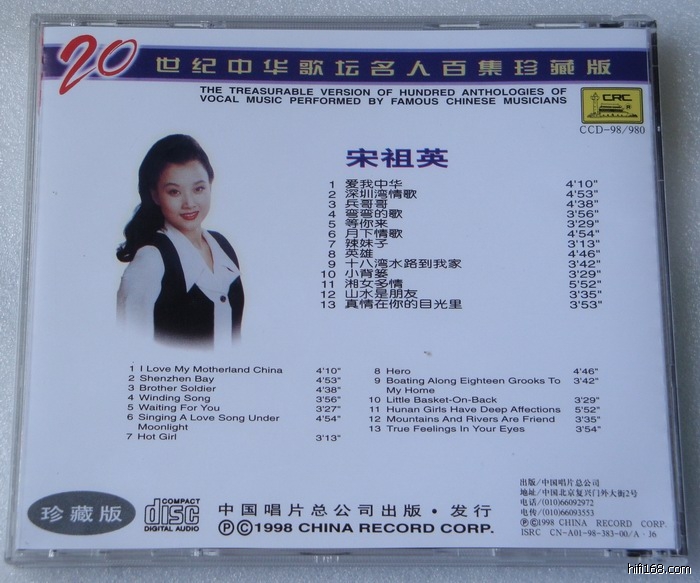 20 世纪中华歌坛名人百集珍藏版
THE TREASURABLE VERSION OF HUNDRED ANTHOLOGIES OF
VOCAL MUSIC PERFORMED BY FAMOUS CHINESE MUSICIANS
CRC
CCD-98/980
宋祖英
1 爱我中华 4'10"
2 深圳湾情歌 4'53"
3 兵哥哥 4'38"
4 弯弯的歌 3'56"
5 等你来 3'29"
6 月下情歌 4'54"
7 辣妹子 3'13"
8 英雄 4'46"
9 十八湾水路到我家 3'42"
10 小背篓 3'29"
11 湘女多情 5'52"
12 山水是朋友 3'35"
13 真情在你的目光里 3'53"
1 I Love My Motherland China 4'10"
2 Shenzhen Bay 4'53"
3 Brother Soldier 4'38"
4 Winding Song 3'56"
5 Waiting For You 3'27"
6 Singing A Love Song Under 4'54"
Moonlight
7 Hot Girl 3'13"
8 Hero 4'46"
9 Boating Along Eighteen Grooks To 3'42"
My Home
10 Little Basket-On-Back 3'29"
11 Hunan Girls Have Deep Affections 5'52"
12 Mountains And Rivers Are Friend 3'35"
13 True Feelings In Your Eyes 3'54"
珍藏版
COMPACT
disc
DIGITAL AUDIO
中国唱片总公司出版·发行
Ⓟ©1998 CHINA RECORD CORP.
出版/中国唱片总公司
地址/中国北京复兴门外大街2号
电话/(010)66092972
电传/(010)66093553
Ⓟ©1998 CHINA RECORD CORP.
ISRC CN-A01-98-383-00/A·J6
hifi168.com